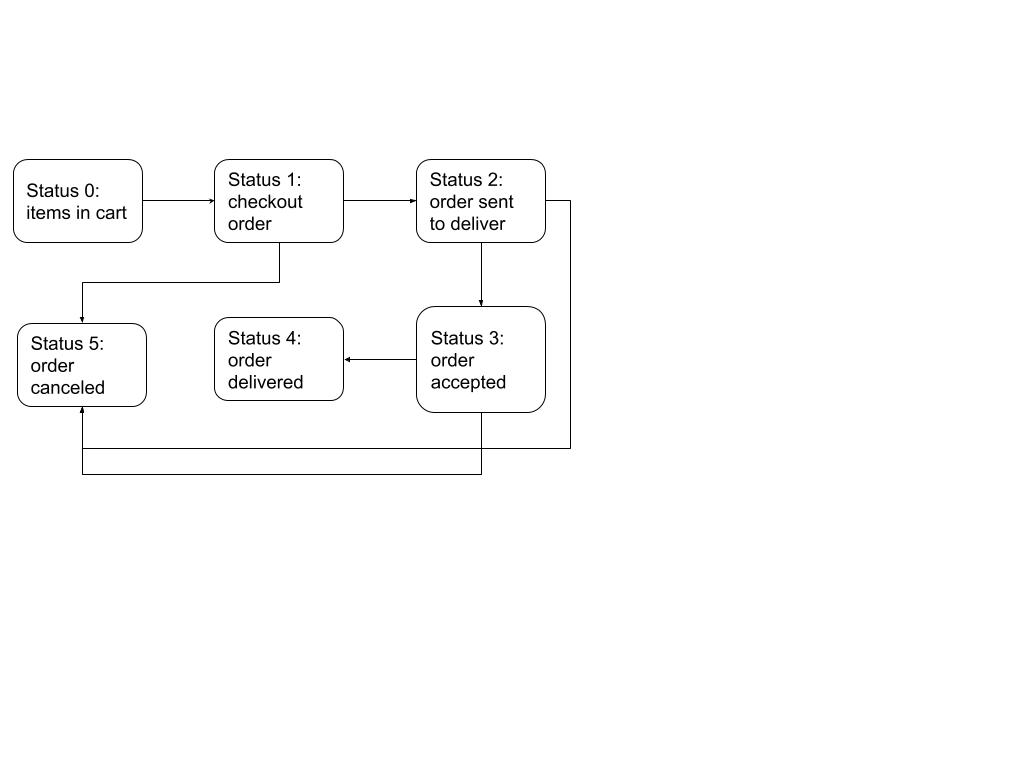 Status 0:
items in cart
Status 1:
checkout
order
Status 2:
order sent
to deliver
Status 5:
order
canceled
Status 4:
order
delivered
Status 3:
order
accepted